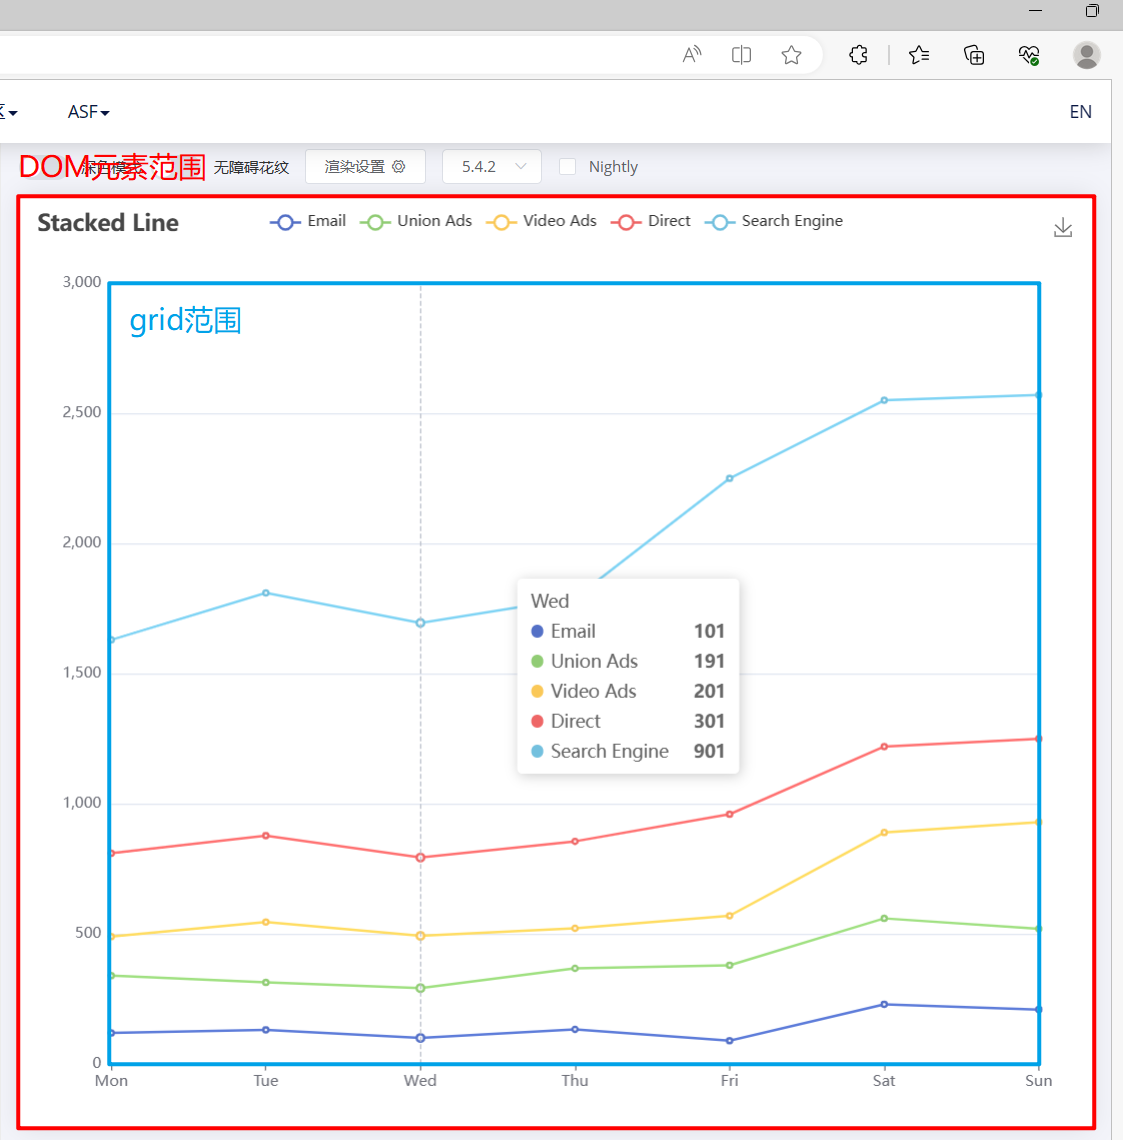 ASF
EN
DOM元素范围 无障碍花纹 渲染设置 5.4.2 Nightly
Stacked Line Email Union Ads Video Ads Direct Search Engine
3,000
grid范围
2,500
2,000
Wed
Email 101
Union Ads 191
1,500
Video Ads 201
Direct 301
Search Engine 901
1,000
500
0
Mon Tue Wed Thu Fri Sat Sun